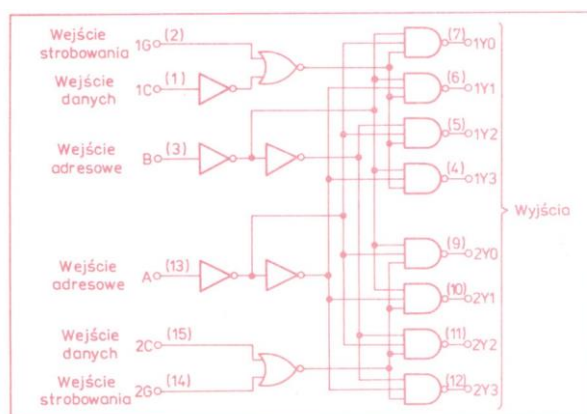 Wejście
strobowania 1G (2)
Wejście
danych 1C (1)
Wejście
adresowe B (3)
Wejście
adresowe A (13)
Wejście
danych 2C (15)
Wejście
strobowania 2G (14)
(7) 1Y0
(6) 1Y1
(5) 1Y2
(4) 1Y3
(9) 2Y0
(10) 2Y1
(11) 2Y2
(12) 2Y3
Wyjścia